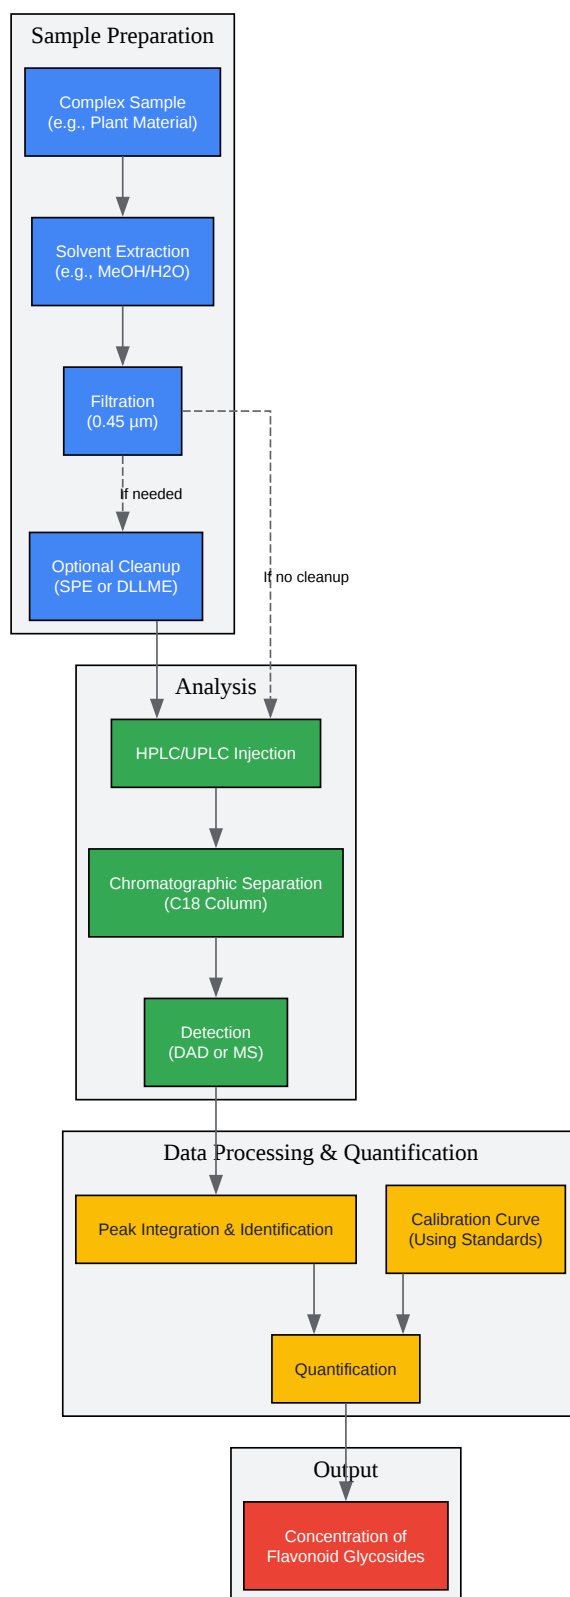 Sample Preparation
Complex Sample
(e.g., Plant Material)
Solvent Extraction
(e.g., MeOH/H2O)
Filtration
(0.45 µm)
If needed
Optional Cleanup
(SPE or DLLME)
If no cleanup
Analysis
HPLC/UPLC Injection
Chromatographic Separation
(C18 Column)
Detection
(DAD or MS)
Data Processing & Quantification
Peak Integration & Identification
Calibration Curve
(Using Standards)
Quantification
Output
Concentration of
Flavonoid Glycosides